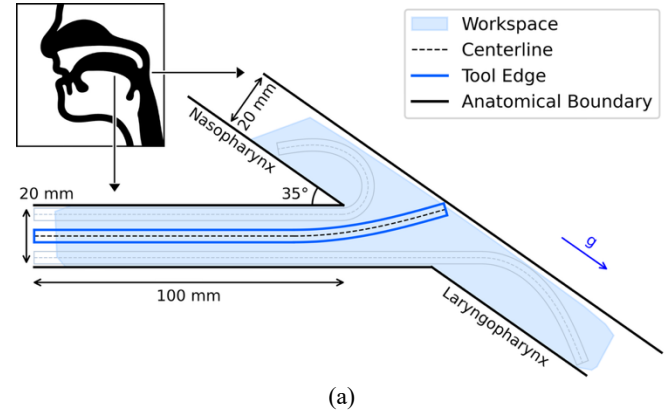 Workspace
Centerline
Tool Edge
Anatomical Boundary
20 mm
Nasopharynx
20 mm
35°
g
100 mm
Laryngopharynx
(a)